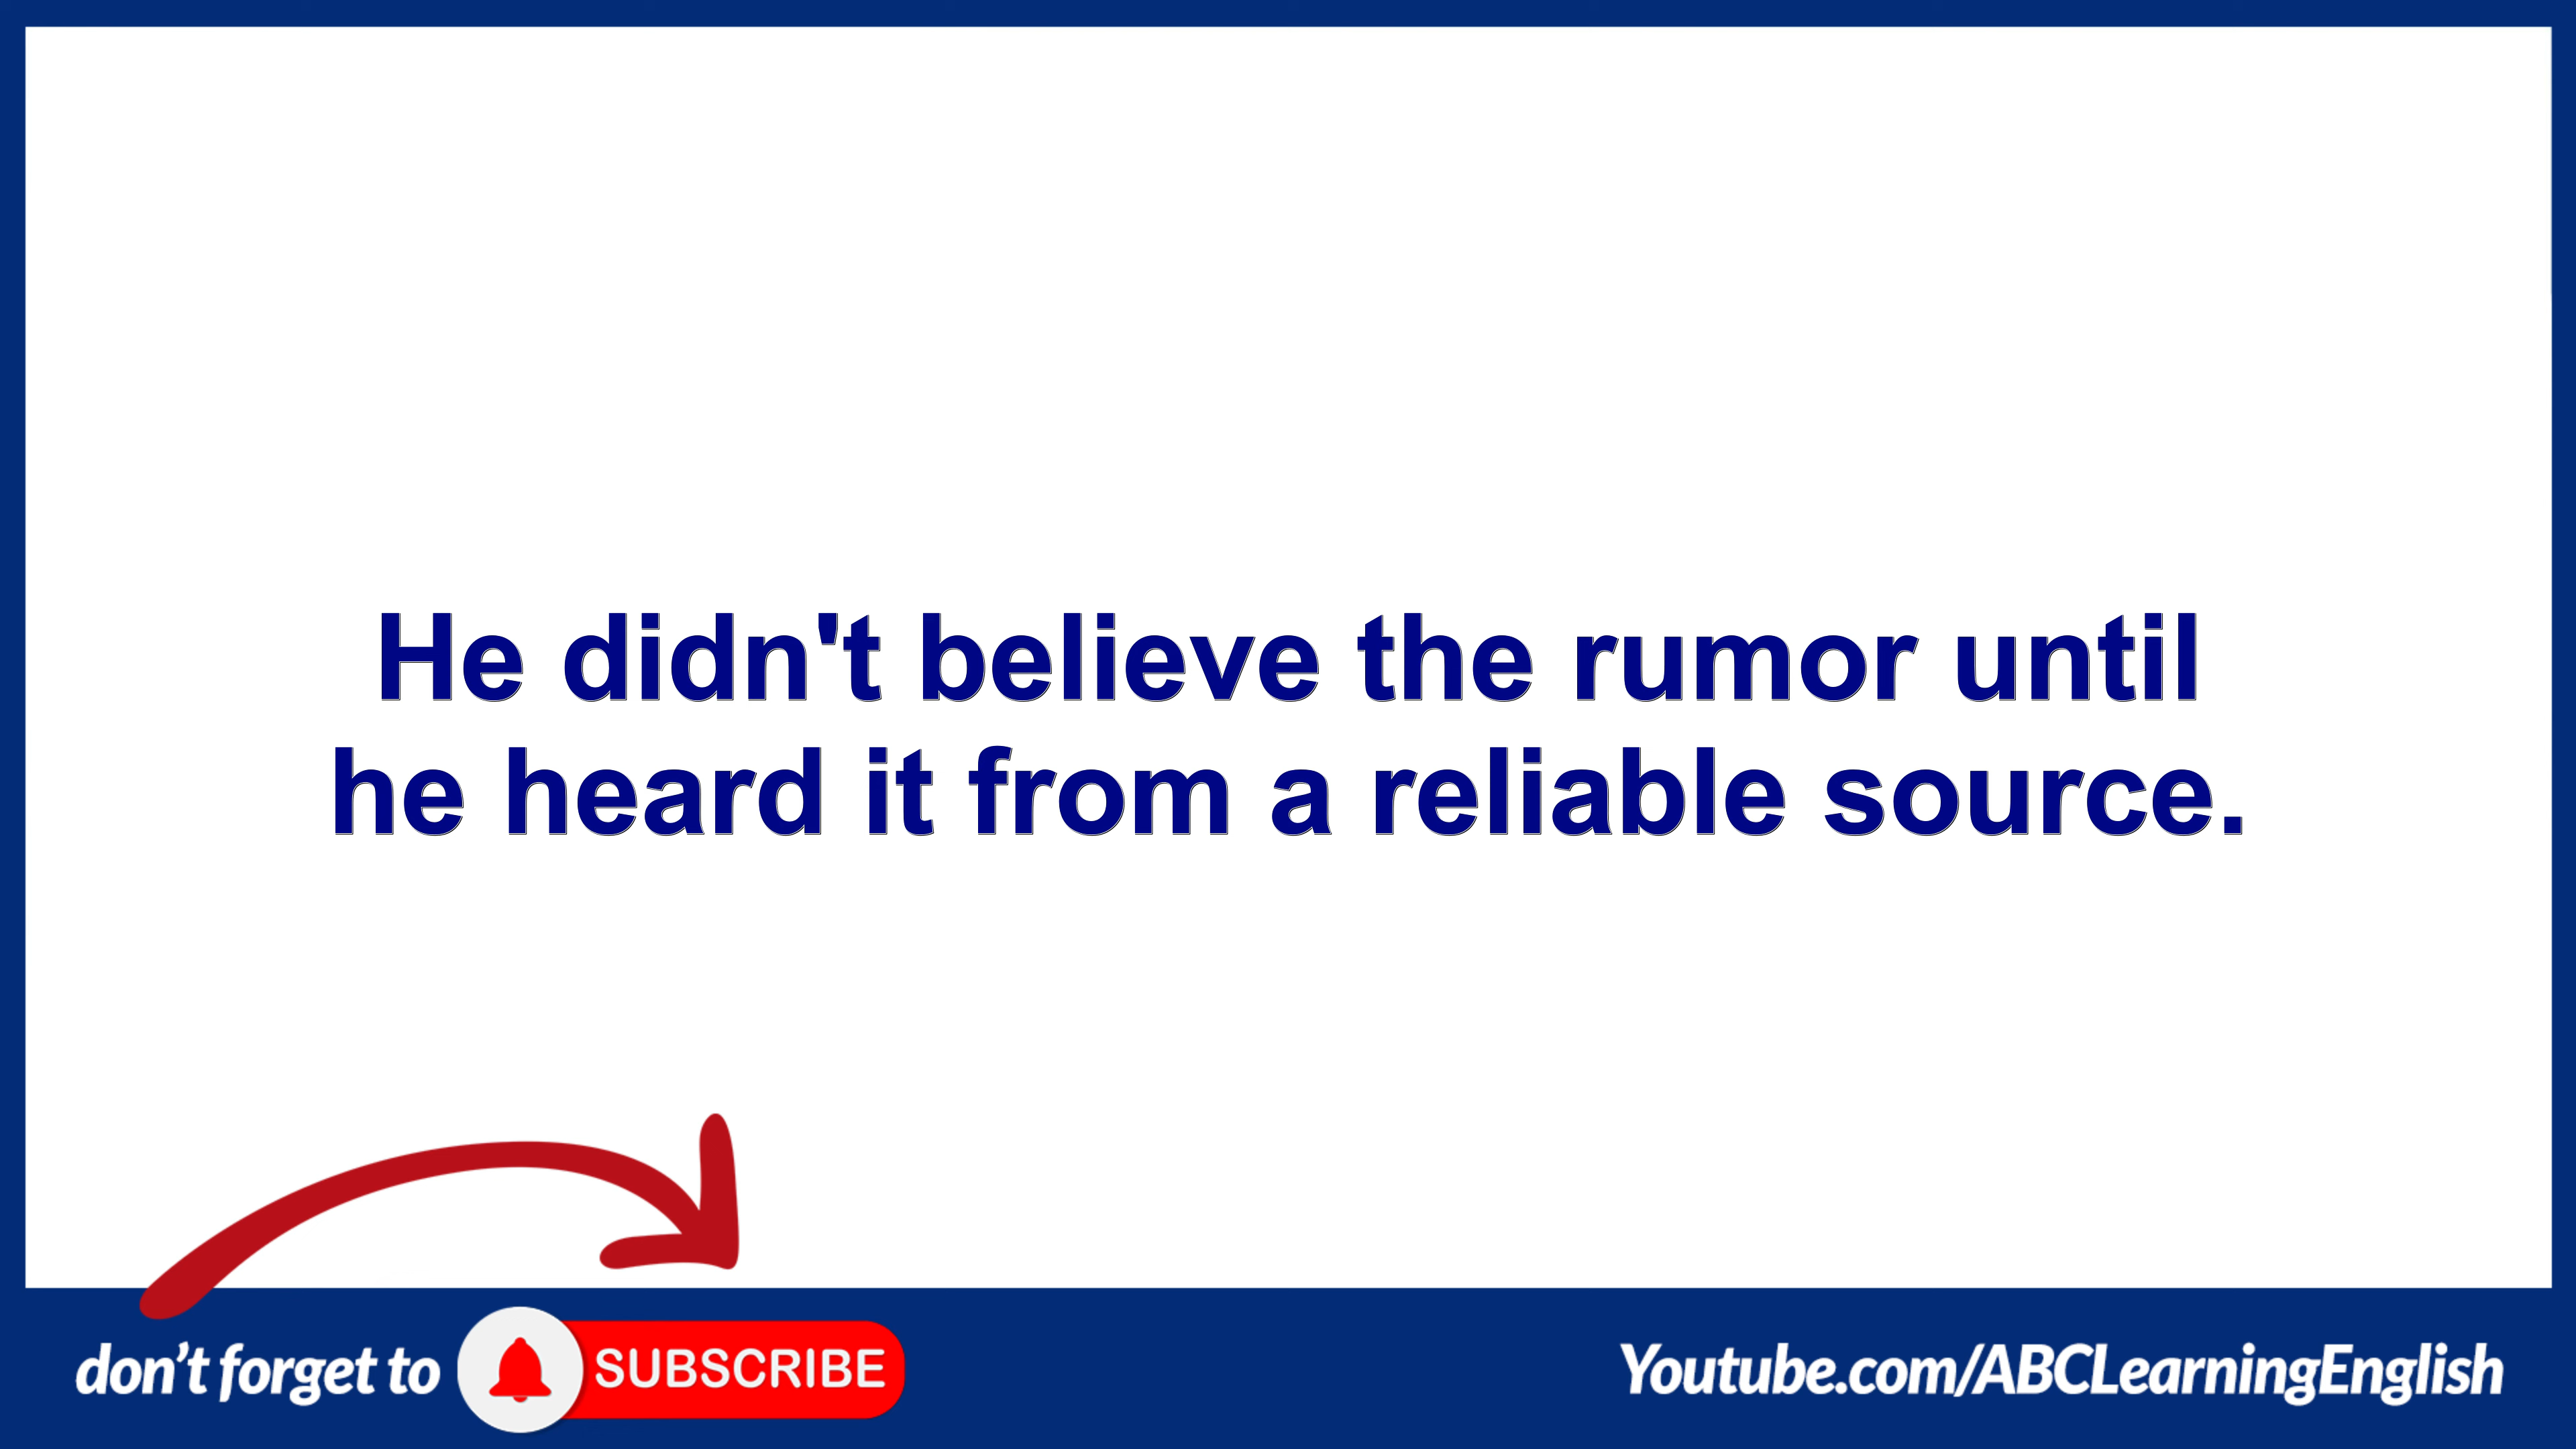 He didn't believe the rumor until
he heard it from a reliable source.
don't forget to SUBSCRIBE
Youtube.com/ABCLearningEnglish